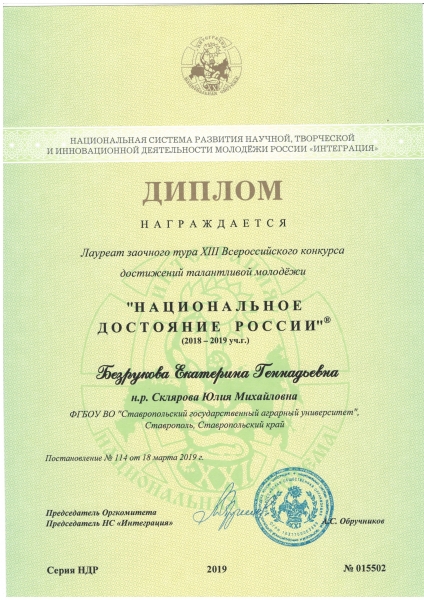 НАЦИОНАЛЬНАЯ СИСТЕМА РАЗВИТИЯ НАУЧНОЙ, ТВОРЧЕСКОЙ
И ИННОВАЦИОННОЙ ДЕЯТЕЛЬНОСТИ МОЛОДЁЖИ РОССИИ «ИНТЕГРАЦИЯ»
ДИПЛОМ
НАГРАЖДАЕТСЯ
Лауреат заочного тура XIII Всероссийского конкурса
достижений талантливой молодёжи
"НАЦИОНАЛЬНОЕ
ДОСТОЯНИЕ РОССИИ"®
(2018 – 2019 уч.г.)
Безрукова Екатерина Геннадьевна
н.р. Склярова Юлия Михайловна
ФГБОУ ВО "Ставропольский государственный аграрный университет",
Ставрополь, Ставропольский край
Постановление № 114 от 18 марта 2019 г.
Председатель Оргкомитета
Председатель НС «Интеграция»
А.С. Обручников
Серия НДР
2019
№ 015502